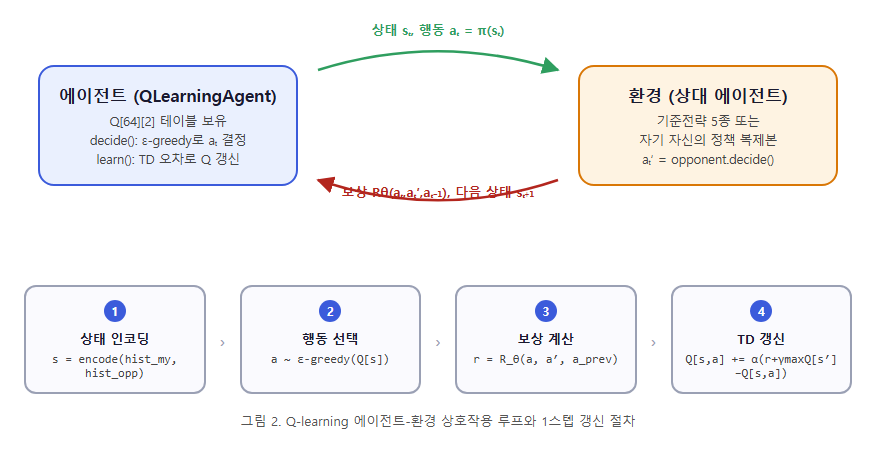 상태 sₜ, 행동 aₜ = π(sₜ)
에이전트 (QLearningAgent)
Q[64][2] 테이블 보유
decide(): ε-greedy로 aₜ 결정
learn(): TD 오차로 Q 갱신
환경 (상대 에이전트)
기준전략 5종 또는
자기 자신의 정책 복제본
aₜ′ = opponent.decide()
보상 Rθ(aₜ,aₜ′,aₜ₋₁), 다음 상태 sₜ₊₁
1
상태 인코딩
s = encode(hist_my,
hist_opp)
2
행동 선택
a ~ ε-greedy(Q[s])
3
보상 계산
r = R_θ(a, a′, a_prev)
4
TD 갱신
Q[s,a] += α(r+γmaxQ[s′]
−Q[s,a])
그림 2. Q-learning 에이전트-환경 상호작용 루프와 1스텝 갱신 절차